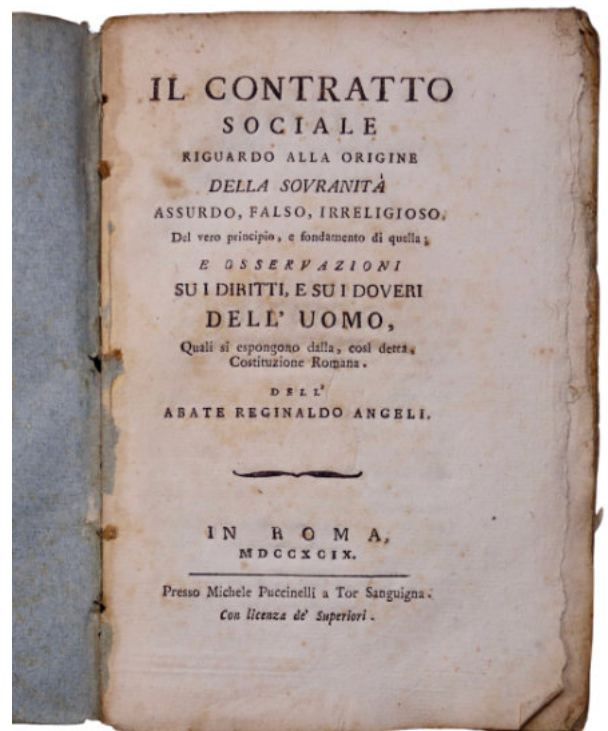 IL CONTRATTO
SOCIALE
RIGUARDO ALLA ORIGINE
DELLA SOVRANITÀ
ASSURDO, FALSO, IRRELIGIOSO.
Del vero principio, e fondamento di quella;
E OSSERVAZIONI
SU I DIRITTI, E SU I DOVERI
DELL' UOMO,
Quali si espongono dalla, così detta,
Costituzione Romana.
DELL'
ABATE REGINALDO ANGELI.
IN ROMA,
MDCCXCIX.
Presso Michele Puccinelli a Tor Sanguigna.
Con licenza de' Superiori.